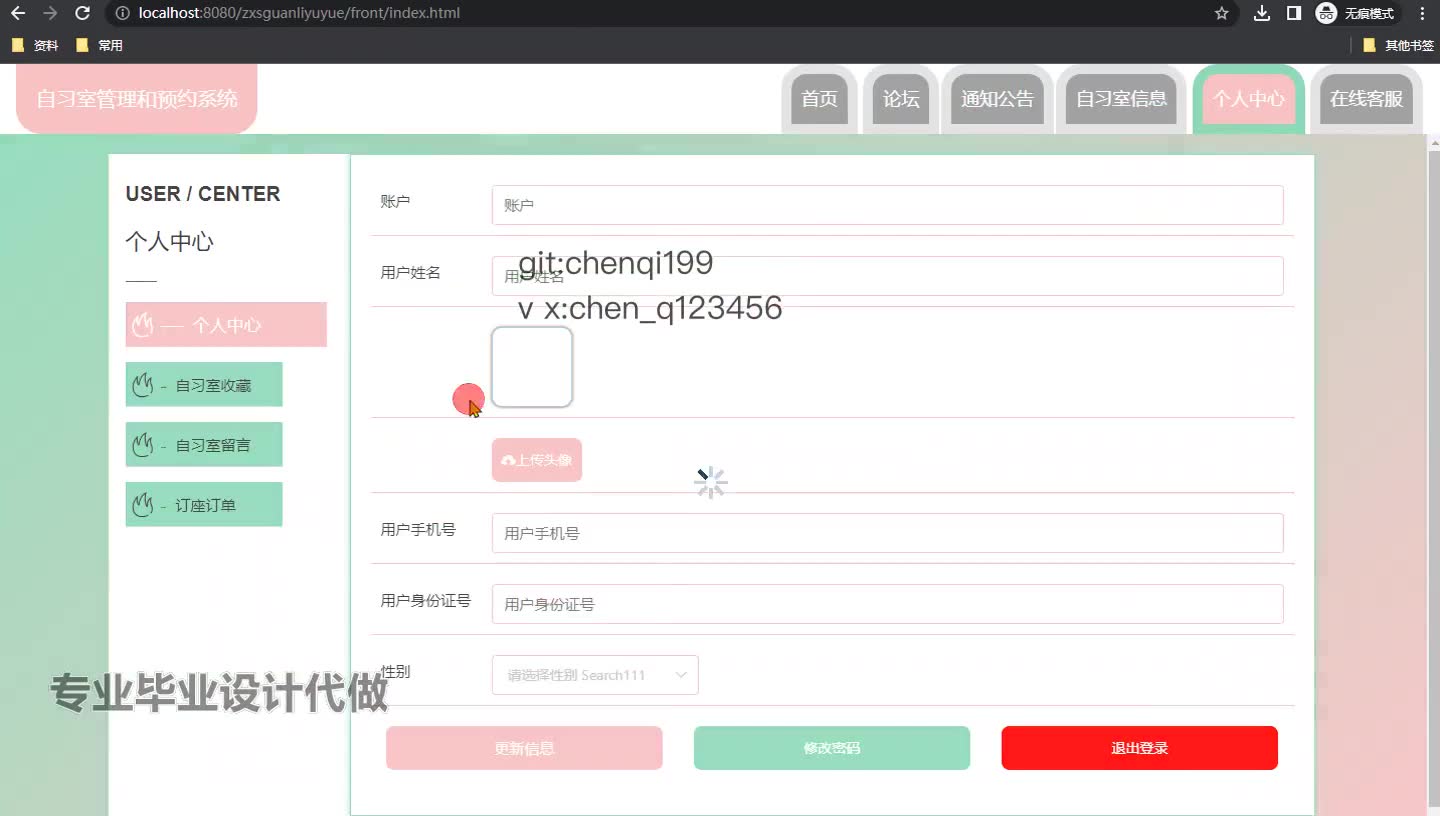 localhost:8080/zxsguanliyuyue/front/index.html
无痕模式
资料
常用
其他书签
自习室管理和预约系统
首页
论坛
通知公告
自习室信息
个人中心
在线客服
USER / CENTER
个人中心
个人中心
自习室收藏
自习室留言
订座订单
账户
账户
用户姓名
用户姓名
git:chenqi199
v x:chen_q123456
上传头像
用户手机号
用户手机号
用户身份证号
用户身份证号
性别
请选择性别 Search111
专业毕业设计代做
更新信息
修改密码
退出登录